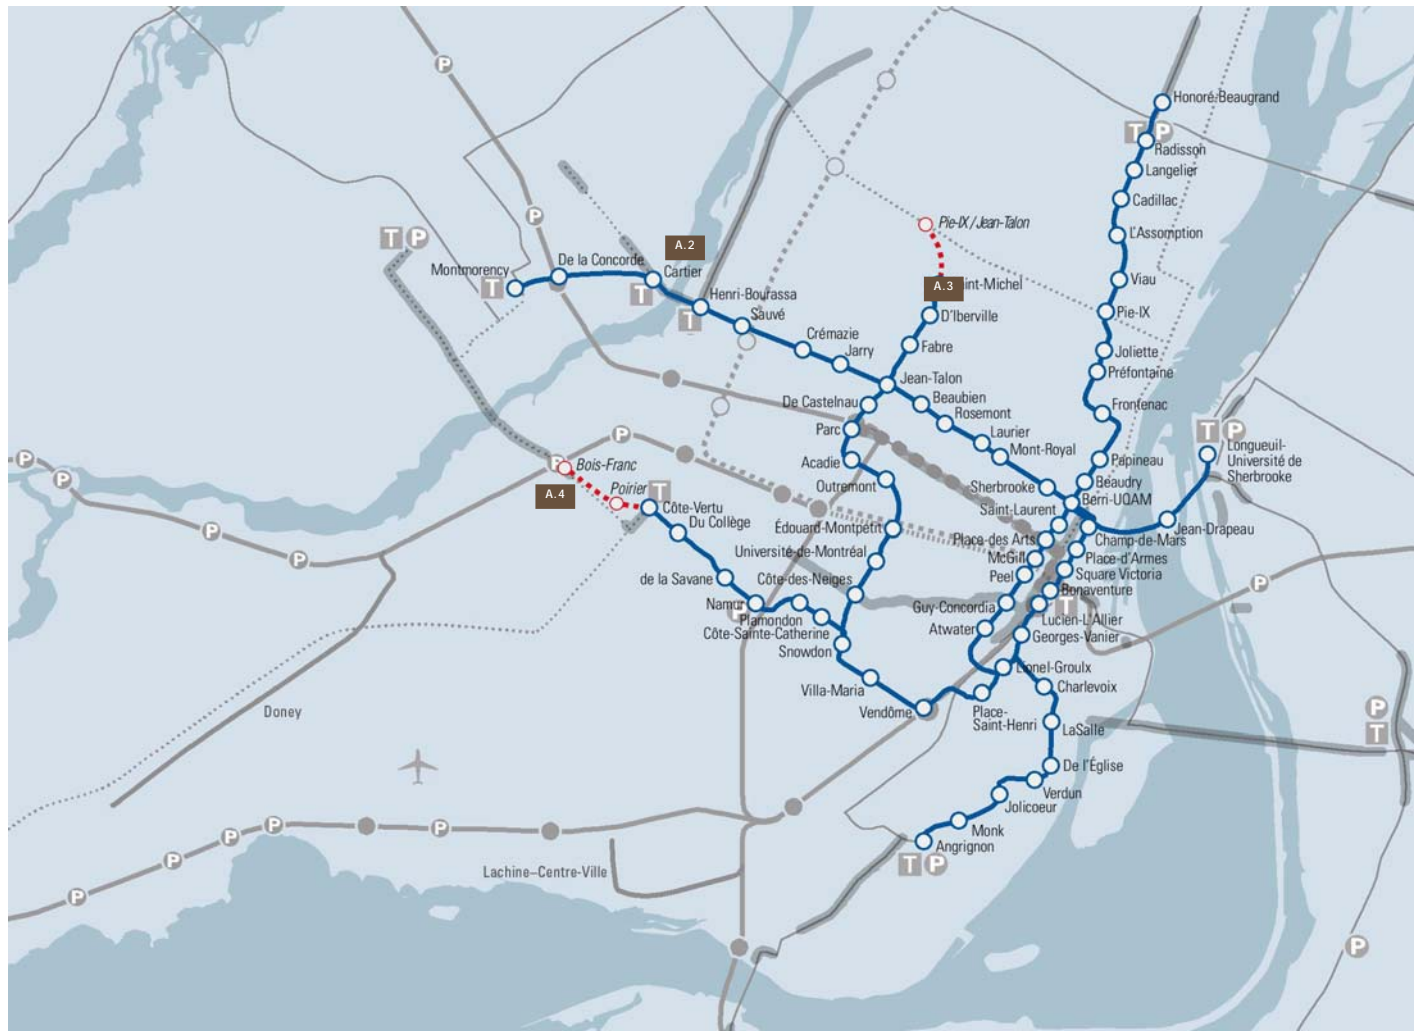 P
Honoré-Beaugrand
T P
Radisson
Langelier
P
Cadillac
Pie-IX / Jean-Talon
L'Assomption
T P
A.2
De la Concorde
Montmorency
Cartier
T
T
A.3
int-Michel
Viau
Henri-Bourassa
T
Sauvé
D'Iberville
Pie-IX
Crémazie
Jarry
Fabre
Joliette
Préfontaine
Jean-Talon
De Castelnau
Beaubien
Rosemont
Frontenac
Parc
Laurier
Mont-Royal
P
T P
Longueuil-
Université de
Sherbrooke
P
P
P
Bois-Franc
A.4
Acadie
Papineau
Outremont
Poirier
T
Sherbrooke
Beaudry
Berri-UQAM
Côte-Vertu
Du Collège
Saint-Laurent
Édouard-Montpetit
Jean-Drapeau
Place-des-Arts
Champ-de-Mars
Université-de-Montréal
McGill
Place-d'Armes
P
de la Savane
Côte-des-Neiges
Peel
Square Victoria
P
Bonaventure
Namur
P
Plamondon
Guy-Concordia
T
Lucien-L'Allier
Côte-Sainte-Catherine
Atwater
Georges-Vanier
Snowdon
Lionel-Groulx
Villa-Maria
Charlevoix
Doney
Vendôme
Place-
Saint-Henri
LaSalle
P
T
De l'Église
Verdun
Jolicoeur
Monk
Angrignon
T P
P
P
P
P
P
Lachine–Centre-Ville
P